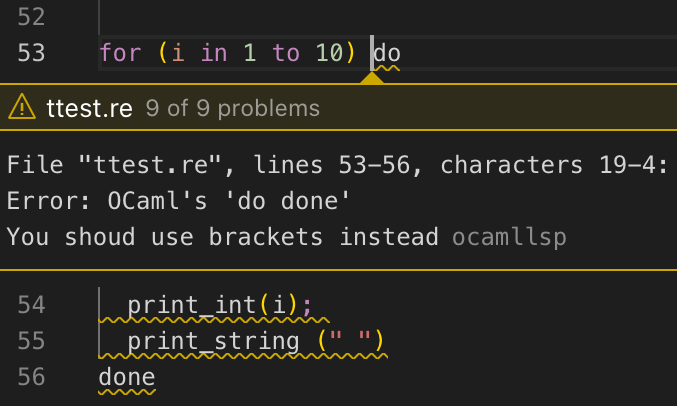 52
53 for (i in 1 to 10) do
ttest.re 9 of 9 problems
File "ttest.re", lines 53-56, characters 19-4:
Error: OCaml's 'do done'
You shoud use brackets instead ocamllsp
54 print_int(i);
55 print_string (" ")
56 done